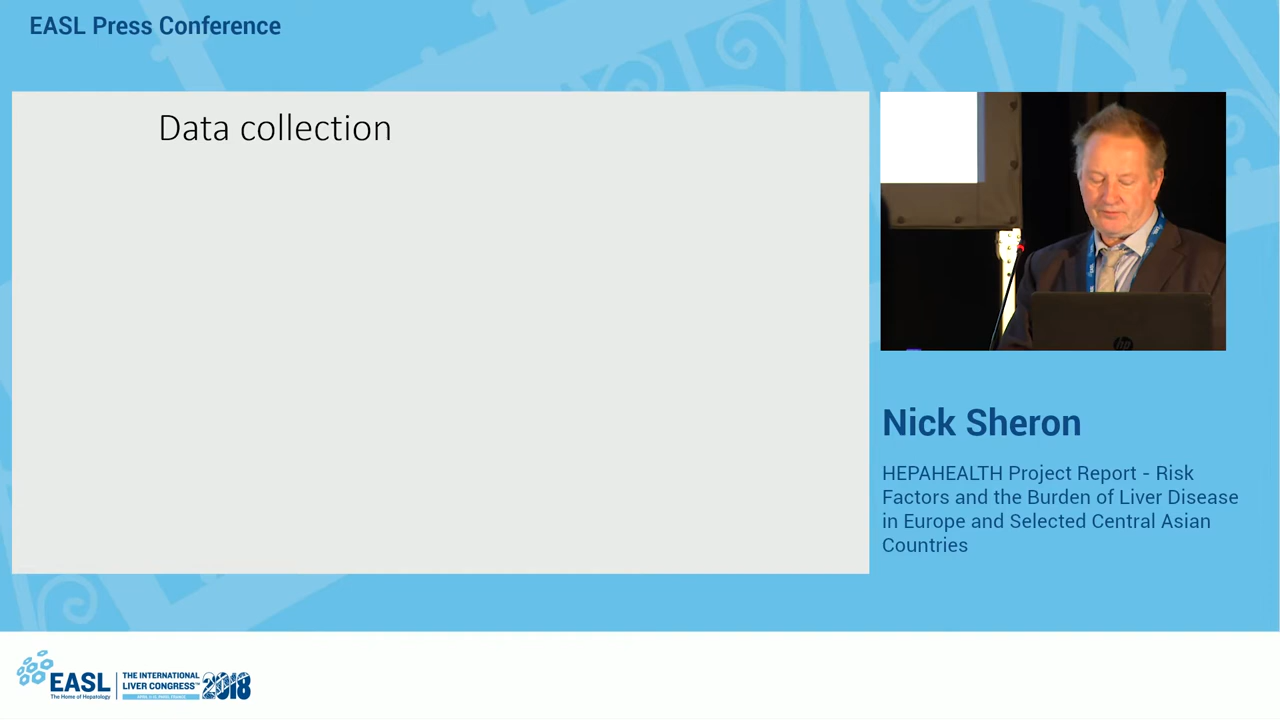 EASL Press Conference
Data collection
hp
Nick Sheron
HEPAHEALTH Project Report - Risk
Factors and the Burden of Liver Disease
in Europe and Selected Central Asian
Countries
EASL
The Home of Hepatology
THE INTERNATIONAL
LIVER CONGRESS™
2018